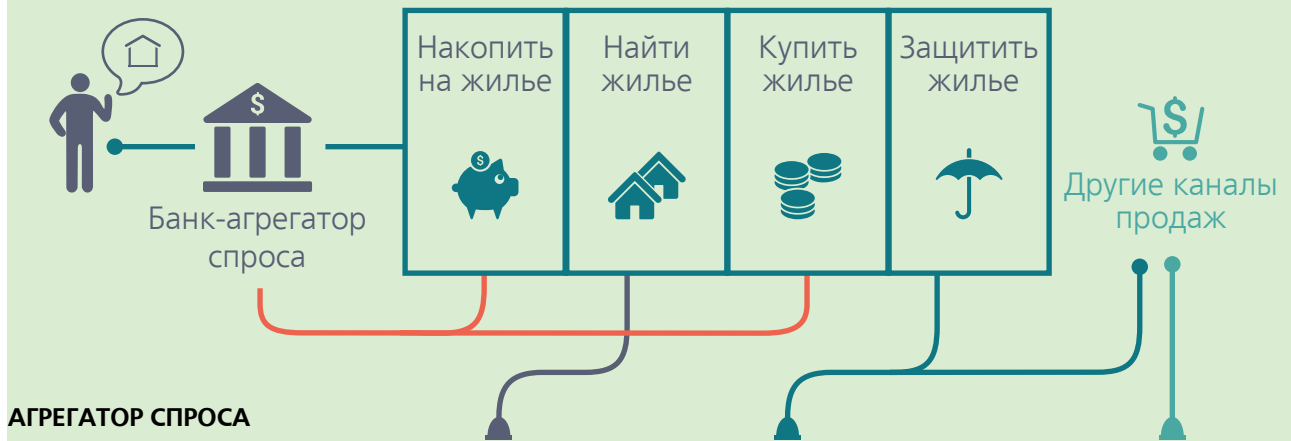 Накопить
на жилье
Найти
жилье
Купить
жилье
Защитить
жилье
$
$
$
Банк-агрегатор
спроса
Другие каналы
продаж
АГРЕГАТОР СПРОСА